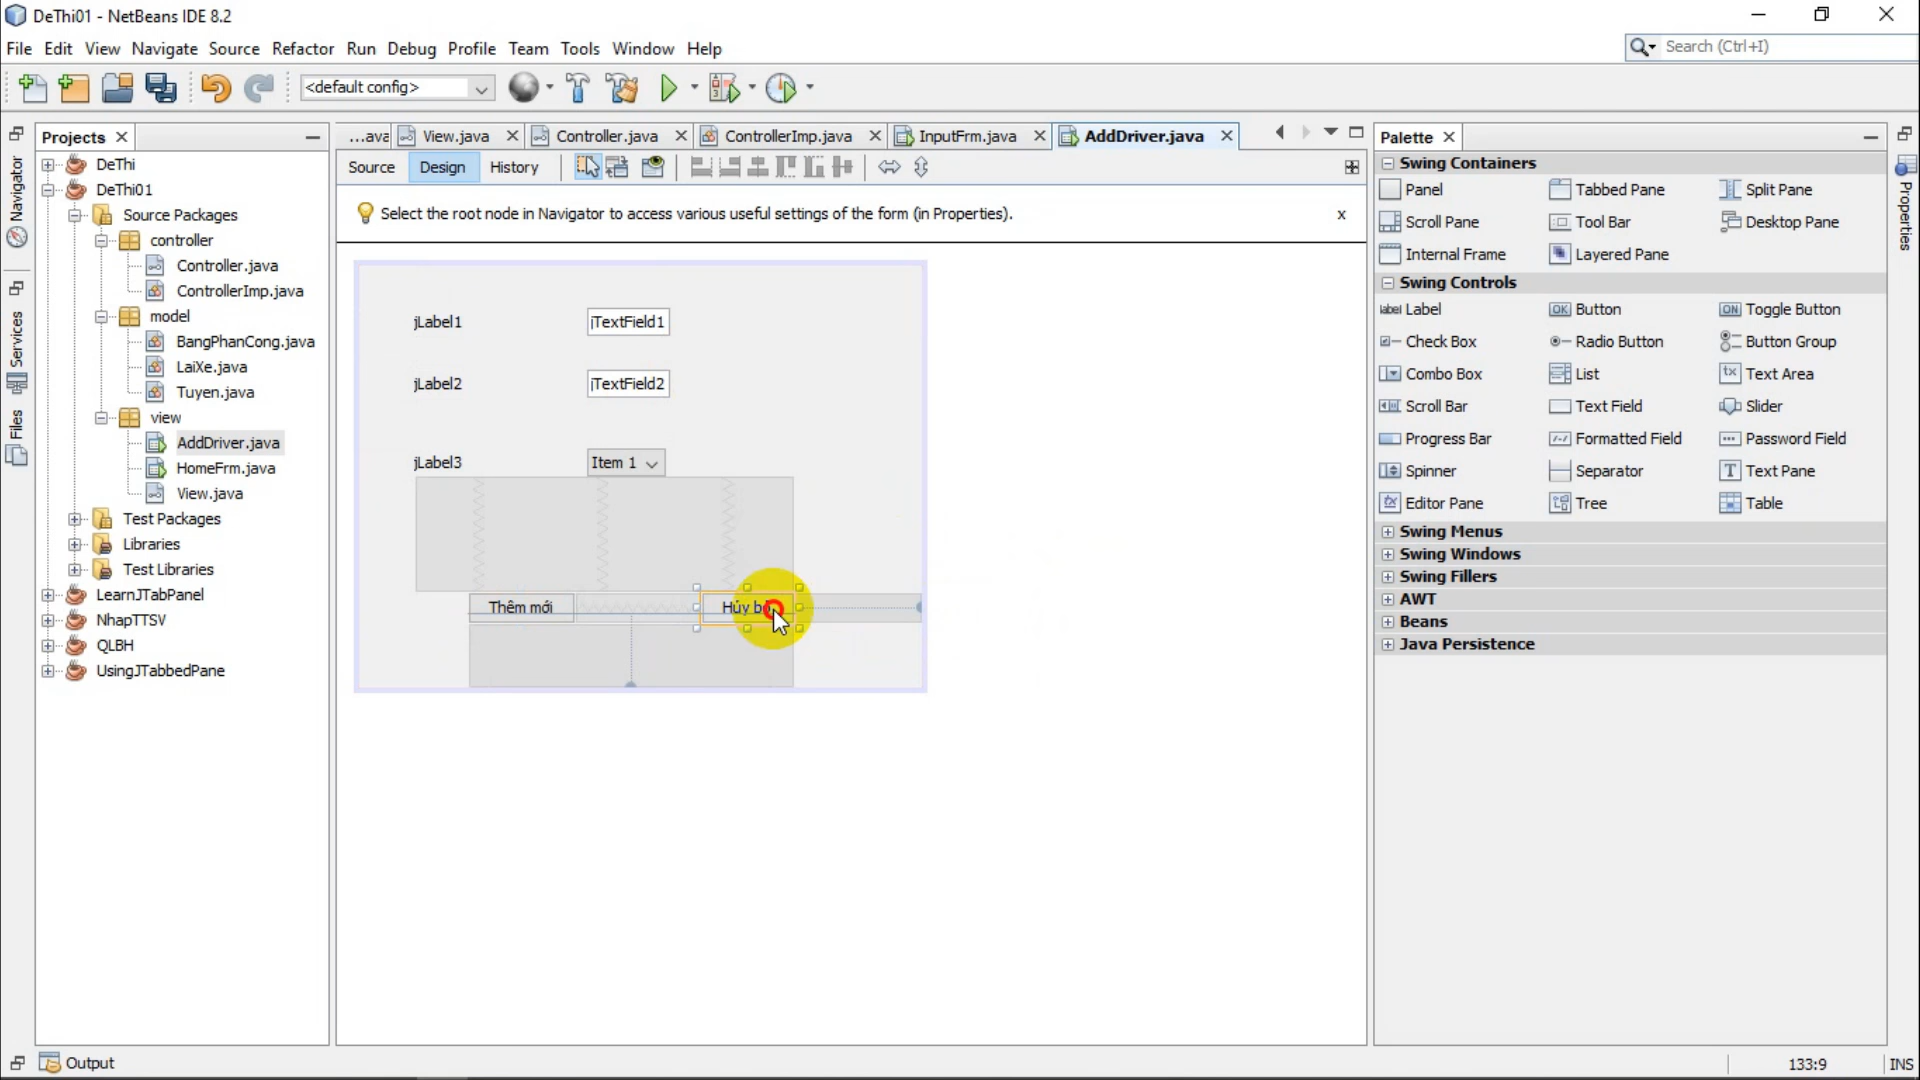 DeThi01 - NetBeans IDE 8.2
File Edit View Navigate Source Refactor Run Debug Profile Team Tools Window Help
Search (Ctrl+I)
<default config>
Projects
...ava View.java Controller.java ControllerImp.java InputFrm.java AddDriver.java
Palette
Source Design History
Select the root node in Navigator to access various useful settings of the form (in Properties).
x
Navigator
Services
Files
DeThi
DeThi01
Source Packages
controller
Controller.java
ControllerImp.java
model
BangPhanCong.java
LaiXe.java
Tuyen.java
view
AddDriver.java
HomeFrm.java
View.java
Test Packages
Libraries
Test Libraries
LearnJTabPanel
NhapTTSV
QLBH
UsingJTabbedPane
jLabel1 jTextField1
jLabel2 jTextField2
jLabel3 Item 1
Thêm mới
Hủy
Swing Containers
Panel Tabbed Pane Split Pane
Scroll Pane Tool Bar Desktop Pane
Internal Frame Layered Pane
Swing Controls
label Label OK Button ON Toggle Button
Check Box Radio Button Button Group
Combo Box List tx Text Area
Scroll Bar Text Field Slider
Progress Bar Formatted Field Password Field
Spinner Separator T Text Pane
Editor Pane Tree Table
Swing Menus
Swing Windows
Swing Fillers
AWT
Beans
Java Persistence
Properties
Output
133:9 INS